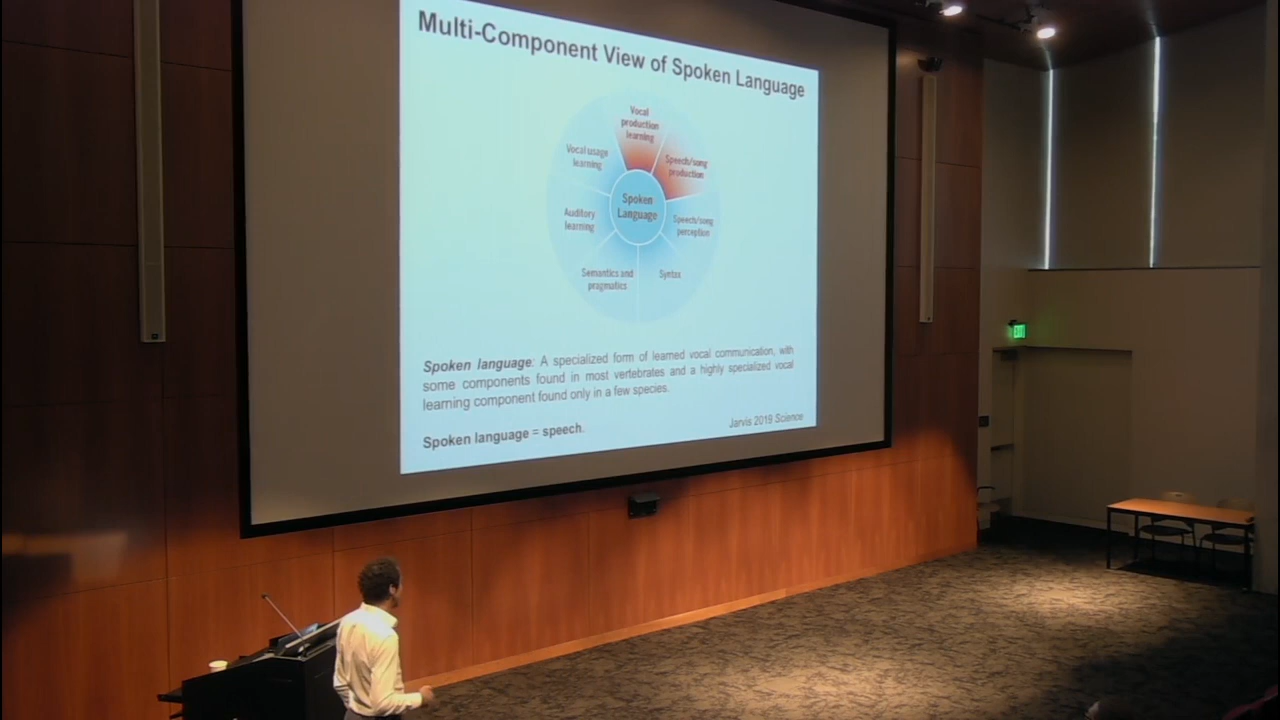 Multi-Component View of Spoken Language
Vocal
production
learning
Speech/song
production
Speech/song
perception
Syntax
Semantics and
pragmatics
Auditory
learning
Vocal usage
learning
Spoken
Language
Spoken language: A specialized form of learned vocal communication, with
some components found in most vertebrates and a highly specialized vocal
learning component found only in a few species.
Jarvis 2019 Science
Spoken language = speech.
EXIT